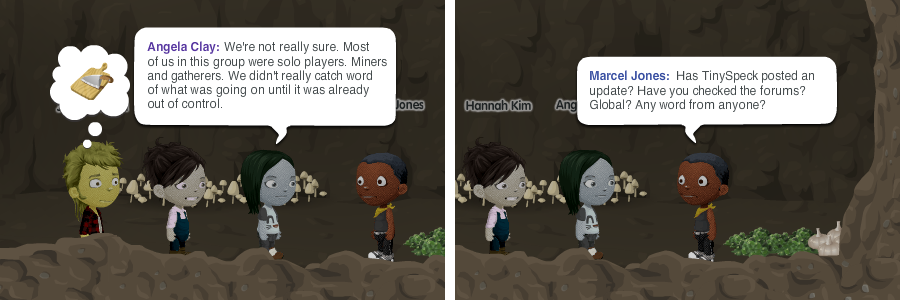 Angela Clay: We're not really sure. Most
of us in this group were solo players. Miners
and gatherers. We didn't really catch word
of what was going on until it was already
out of control.
Jones
Marcel Jones: Has TinySpeck posted an
update? Have you checked the forums?
Global? Any word from anyone?
Hannah Kim
Ang